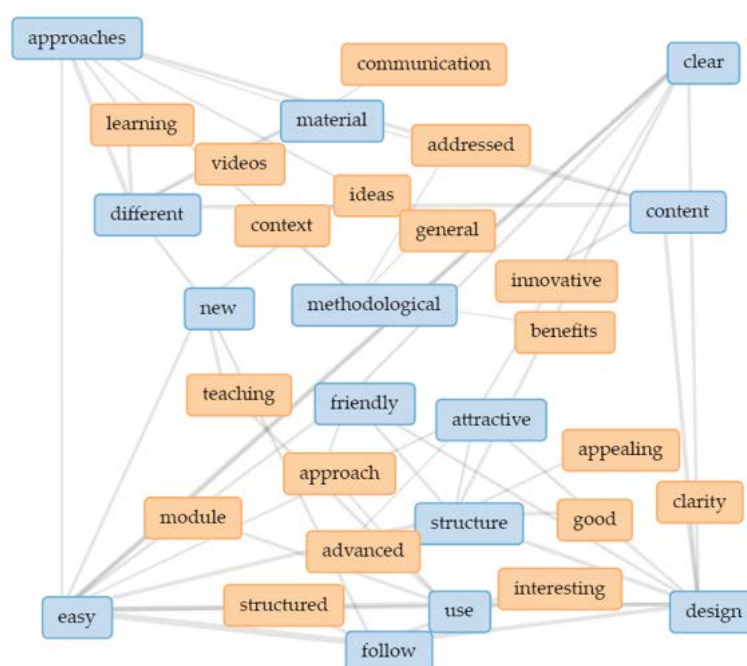 approaches
communication
clear
material
learning
addressed
videos
ideas
different
content
context
general
innovative
new
methodological
benefits
teaching
friendly
attractive
appealing
approach
clarity
module
structure
good
advanced
interesting
structured
use
easy
design
follow